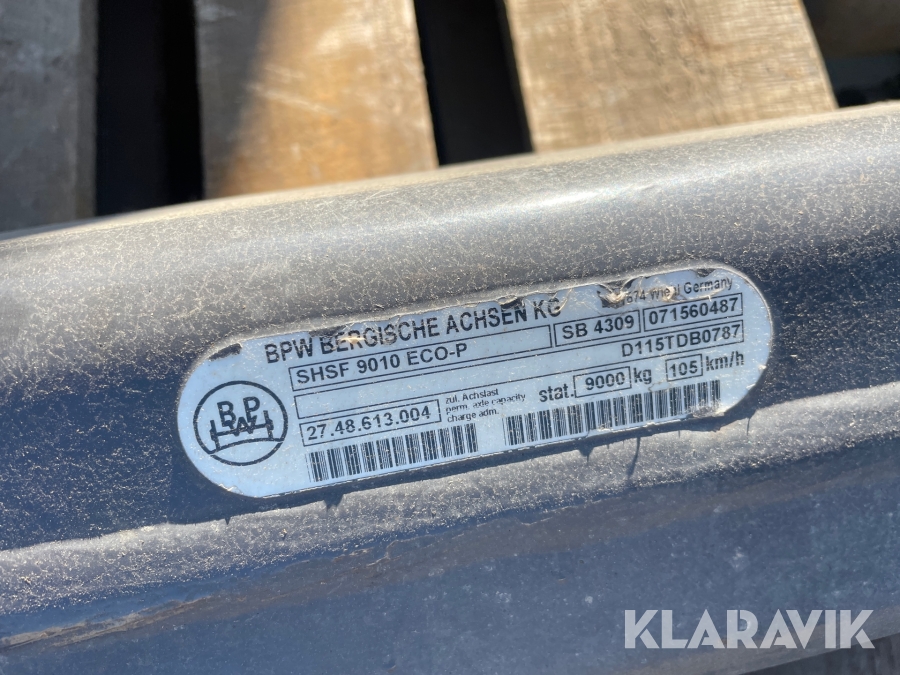 BPW BERGISCHE ACHSEN KG
Wiehl Germany
SHSF 9010 ECO-P
SB 4309
071560487
D115TDB0787
BPW
27.48.613.004
zul. Achslast
perm. axle capacity
charge adm.
stat. 9000 kg 105 km/h
KLARAVIK